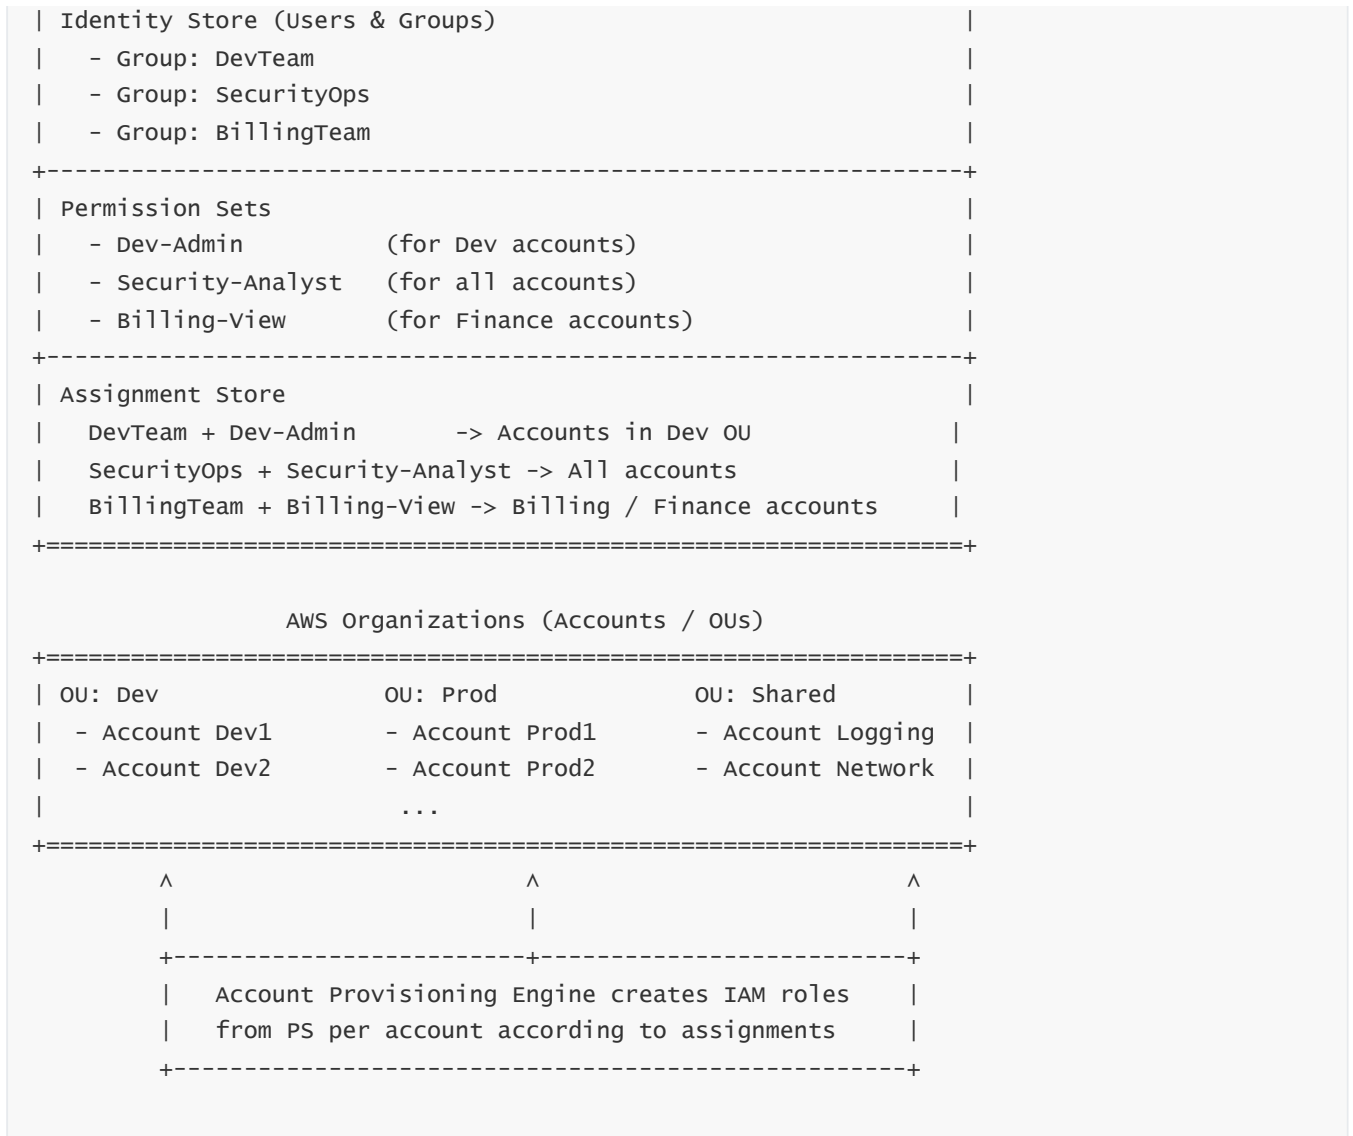 | Identity Store (Users & Groups)                                 |
|   - Group: DevTeam                                              |
|   - Group: SecurityOps                                          |
|   - Group: BillingTeam                                          |
+-----------------------------------------------------------------+
| Permission Sets                                                 |
|   - Dev-Admin          (for Dev accounts)                       |
|   - Security-Analyst   (for all accounts)                       |
|   - Billing-View       (for Finance accounts)                   |
+-----------------------------------------------------------------+
| Assignment Store                                                |
|   DevTeam + Dev-Admin       -> Accounts in Dev OU              |
|   SecurityOps + Security-Analyst -> All accounts               |
|   BillingTeam + Billing-View -> Billing / Finance accounts     |
+=================================================================+

                  AWS Organizations (Accounts / OUs)
+=================================================================+
| OU: Dev                OU: Prod              OU: Shared         |
|  - Account Dev1        - Account Prod1       - Account Logging  |
|  - Account Dev2        - Account Prod2       - Account Network  |
|                         ...                                     |
+=================================================================+
         ^                         ^                          ^
         |                         |                          |
         +-------------------------+--------------------------+
         |   Account Provisioning Engine creates IAM roles    |
         |   from PS per account according to assignments     |
         +----------------------------------------------------+